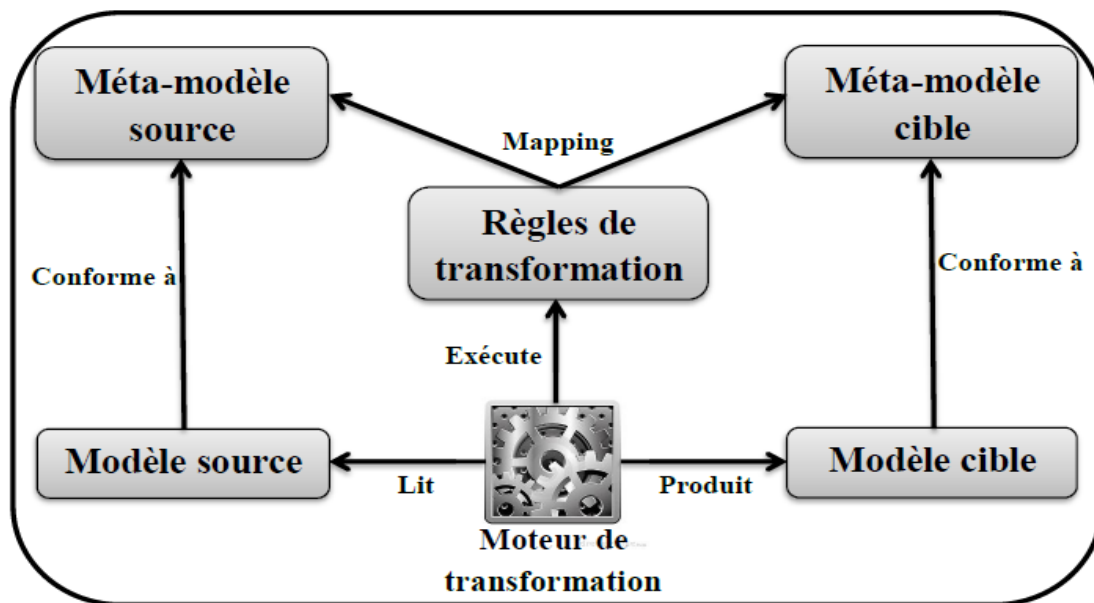 Méta-modèle
source
Méta-modèle
cible
Mapping
Règles de
transformation
Conforme à
Conforme à
Exécute
Modèle source
Modèle cible
Lit
Produit
Moteur de
transformation